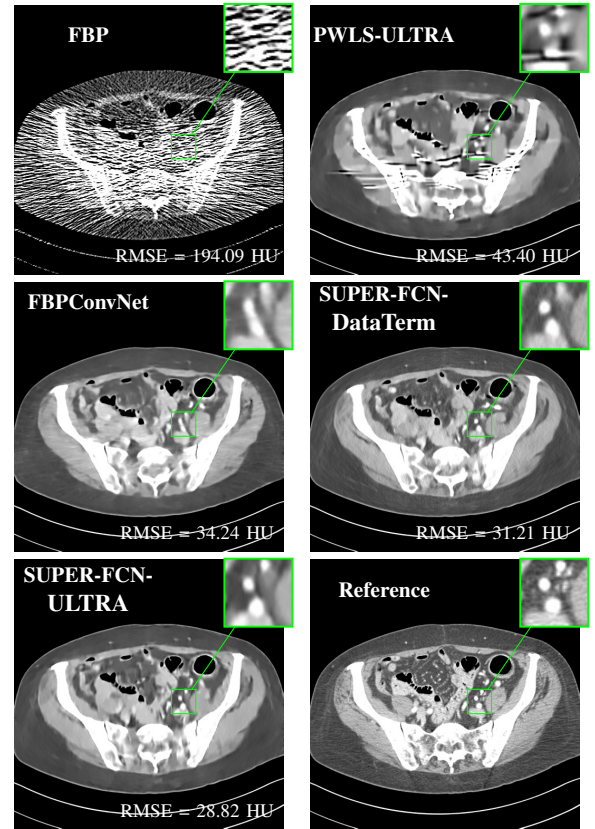 FBP
RMSE = 194.09 HU
PWLS-ULTRA
RMSE = 43.40 HU
FBPConvNet
RMSE = 34.24 HU
SUPER-FCN-
DataTerm
RMSE = 31.21 HU
SUPER-FCN-
ULTRA
RMSE = 28.82 HU
Reference